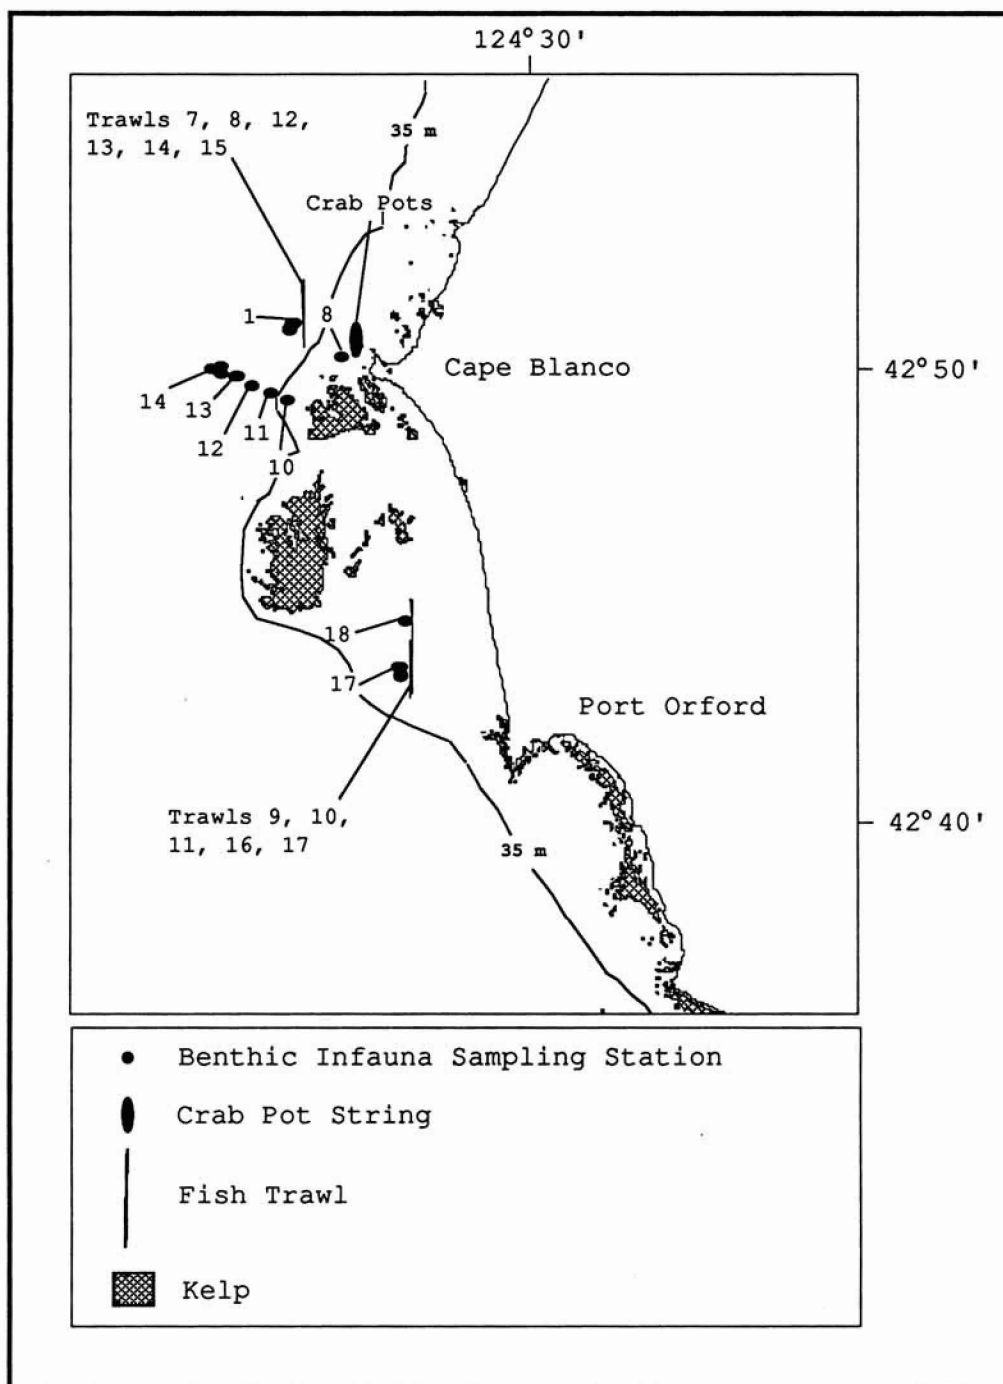 124°30'
Trawls 7, 8, 12,
13, 14, 15
35 m
Crab Pots
1
8
Cape Blanco
42°50'
14
13
12
11
10
18
17
Port Orford
Trawls 9, 10,
11, 16, 17
35 m
42°40'
Benthic Infauna Sampling Station
Crab Pot String
Fish Trawl
Kelp